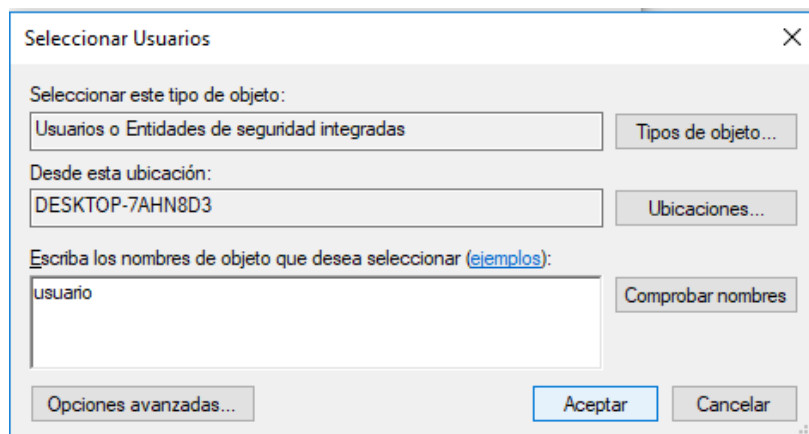 Seleccionar Usuarios
Seleccionar este tipo de objeto:
Usuarios o Entidades de seguridad integradas
Tipos de objeto...
Desde esta ubicación:
DESKTOP-7AHN8D3
Ubicaciones...
Escriba los nombres de objeto que desea seleccionar (ejemplos):
usuario
Comprobar nombres
Opciones avanzadas...
Aceptar
Cancelar